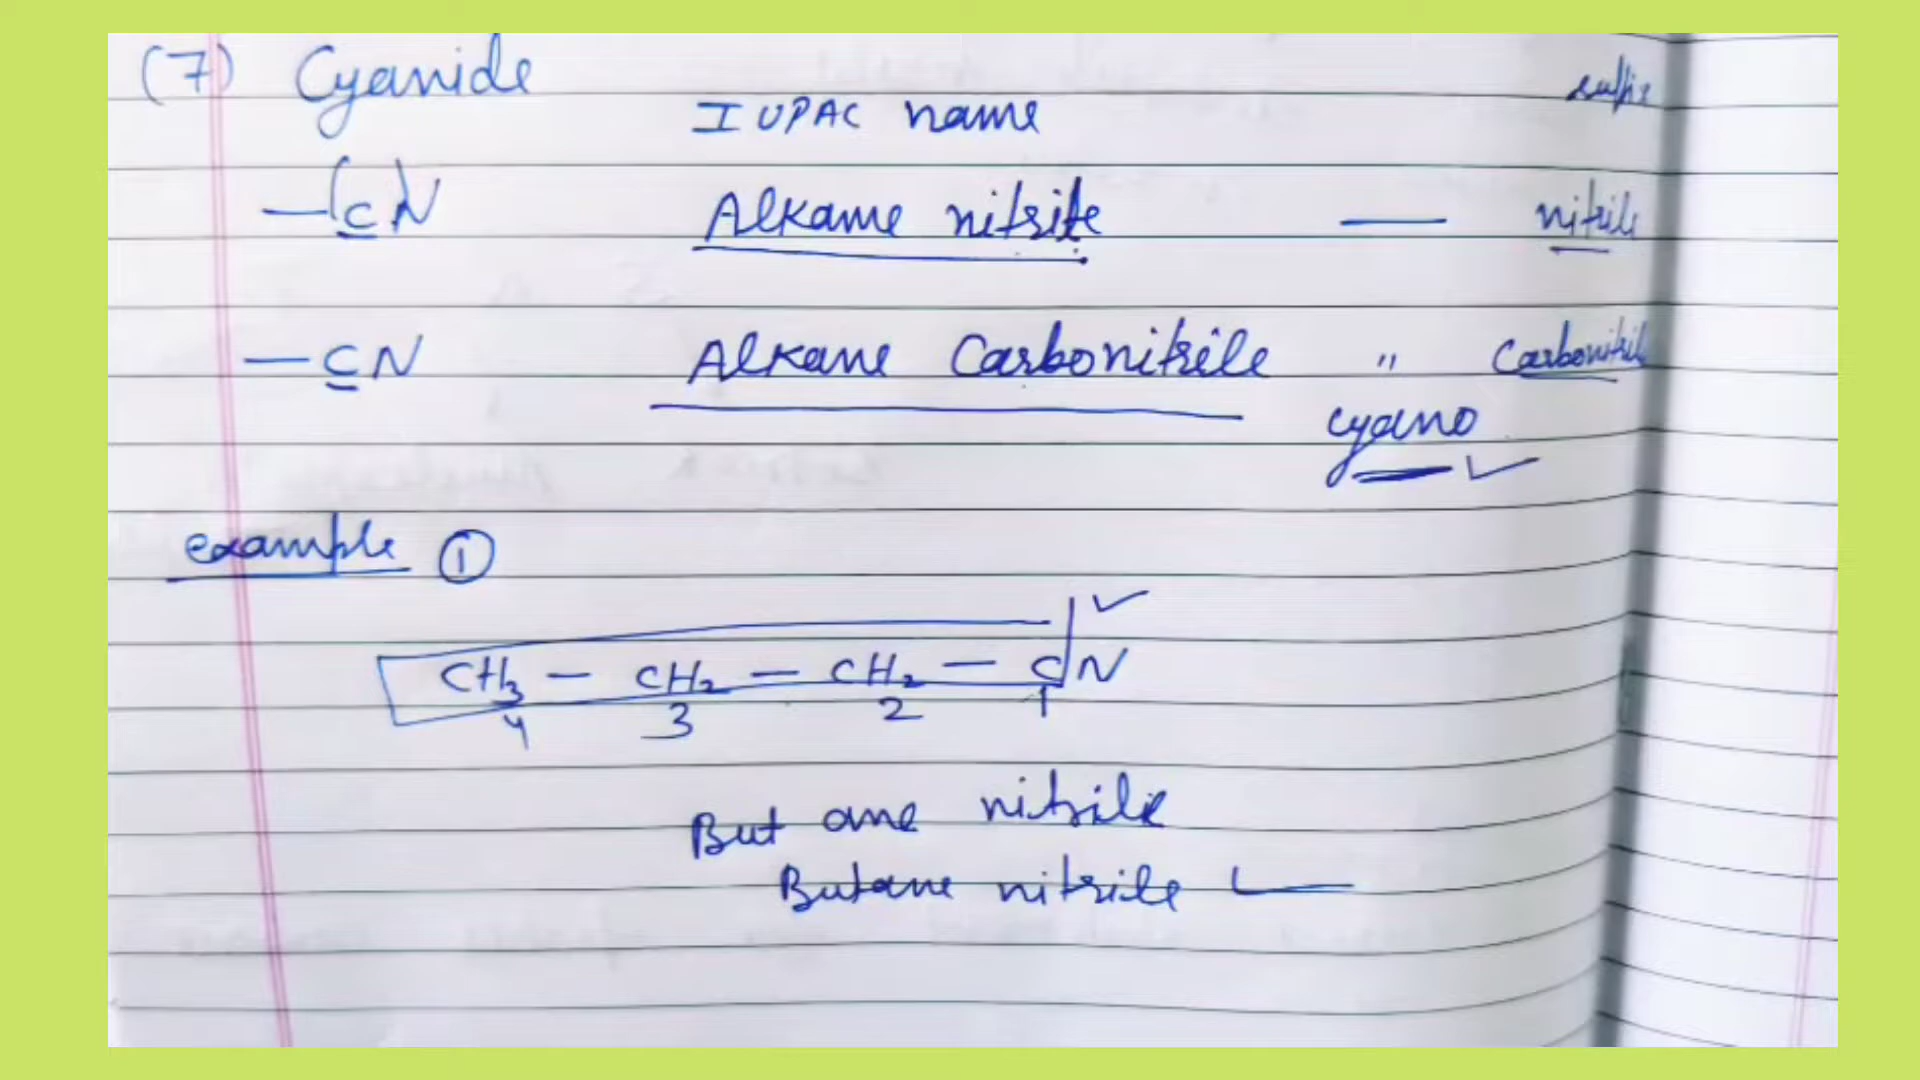 (7) Cyanide
IUPAC name suffix
—CN Alkane nitrite — nitrile
—CN Alkane Carbonitrile " Carbonitrile
cyano
example ①
CH₃ — CH₂ — CH₂ — CN
4 3 2 1
But ane nitrile
Butane nitrile